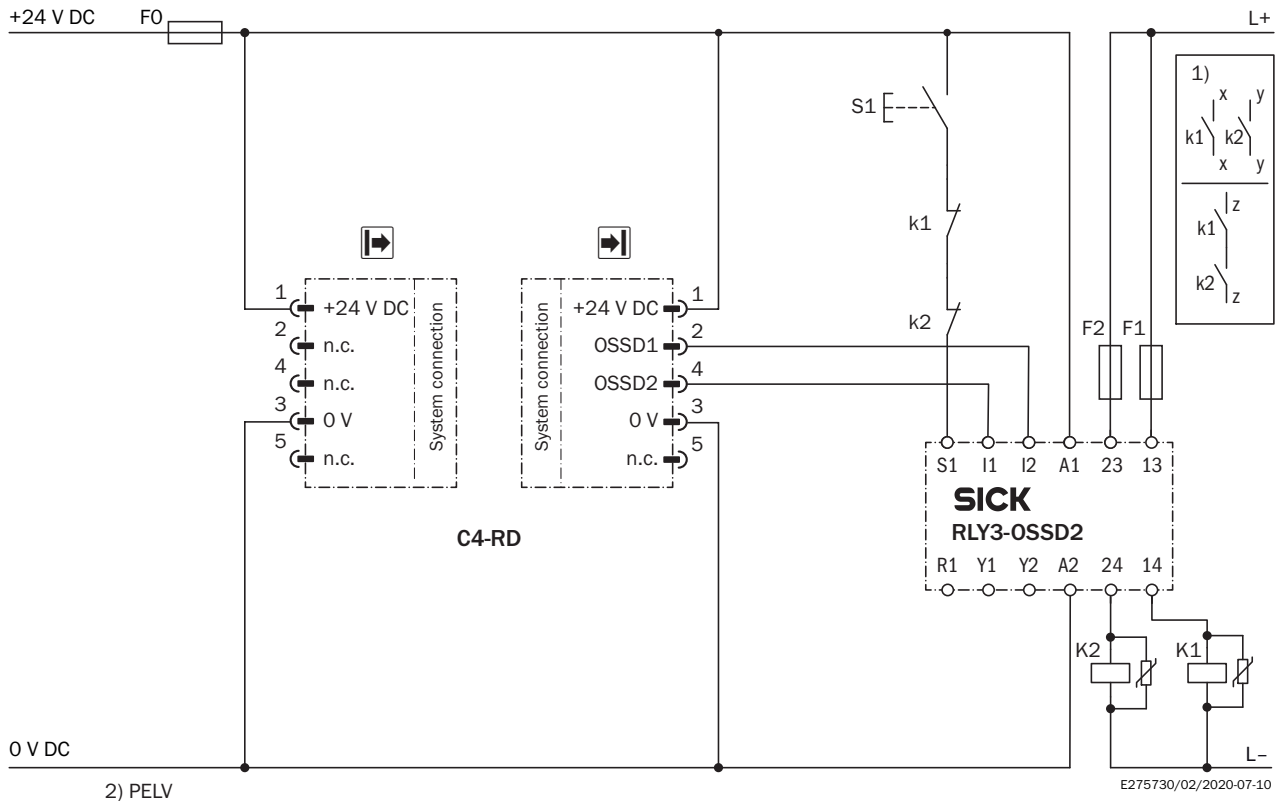 +24 V DC
F0
L+
1)
x y
k1 k2
x y
z
k1
k2
z
S1
k1
k2
F2 F1
1 +24 V DC
2 n.c.
4 n.c.
3 0 V
5 n.c.
System connection
System connection
+24 V DC 1
OSSD1 2
OSSD2 4
0 V 3
n.c. 5
C4-RD
S1 I1 I2 A1 23 13
SICK
RLY3-OSSD2
R1 Y1 Y2 A2 24 14
K2 K1
0 V DC
L–
2) PELV
E275730/02/2020-07-10